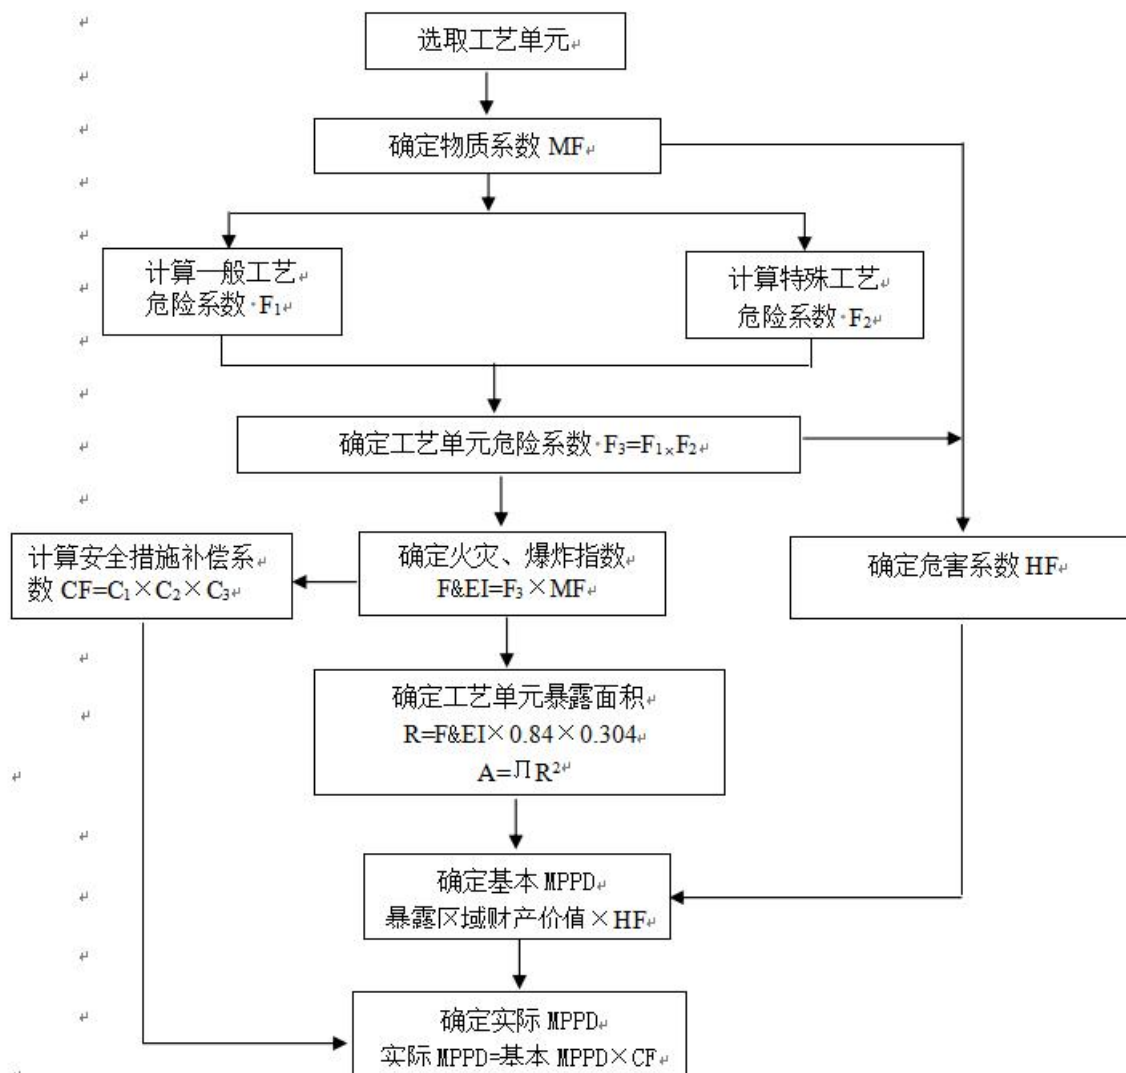 选取工艺单元
确定物质系数 MF
计算一般工艺
危险系数·F₁
计算特殊工艺
危险系数·F₂
确定工艺单元危险系数·F₃=F₁×F₂
计算安全措施补偿系
数 CF=C₁×C₂×C₃
确定火灾、爆炸指数
F&EI=F₃×MF
确定危害系数 HF
确定工艺单元暴露面积
R=F&EI×0.84×0.304
A=∏R²
确定基本 MPPD
暴露区域财产价值×HF
确定实际 MPPD
实际 MPPD=基本 MPPD×CF